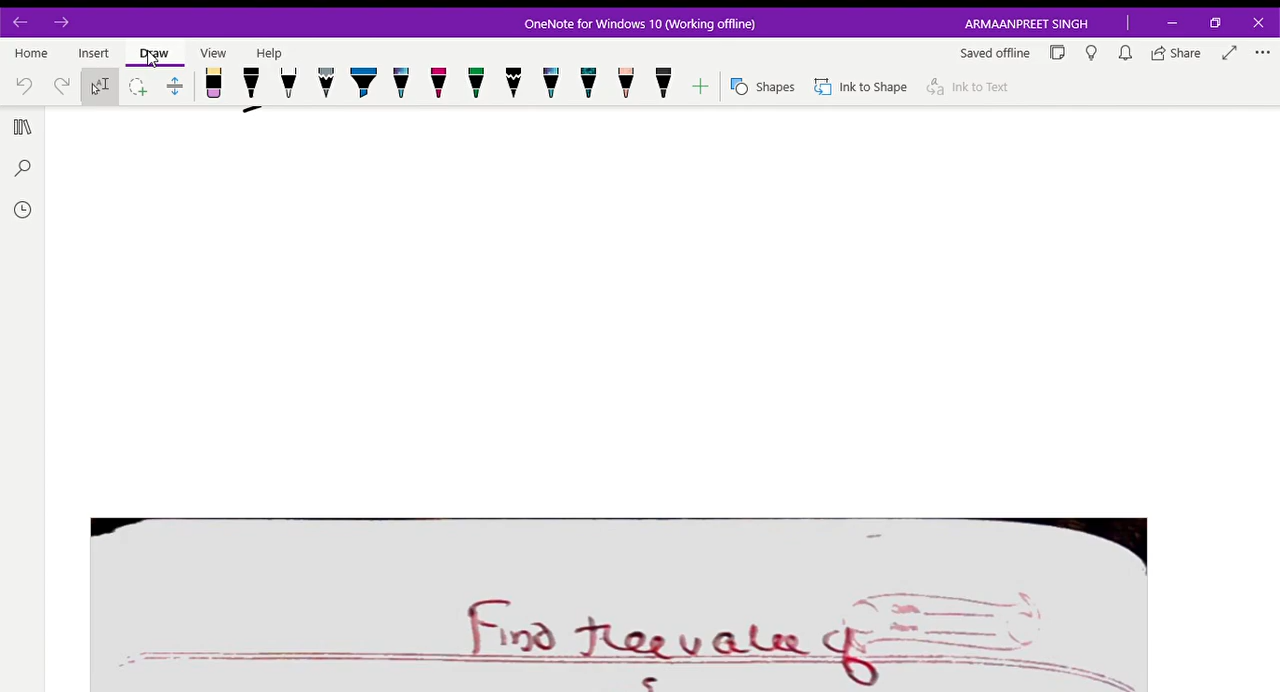 OneNote for Windows 10 (Working offline)
ARMAANPREET SINGH
Home Insert Draw View Help
Saved offline
Share
Shapes
Ink to Shape
Ink to Text
Find the value of